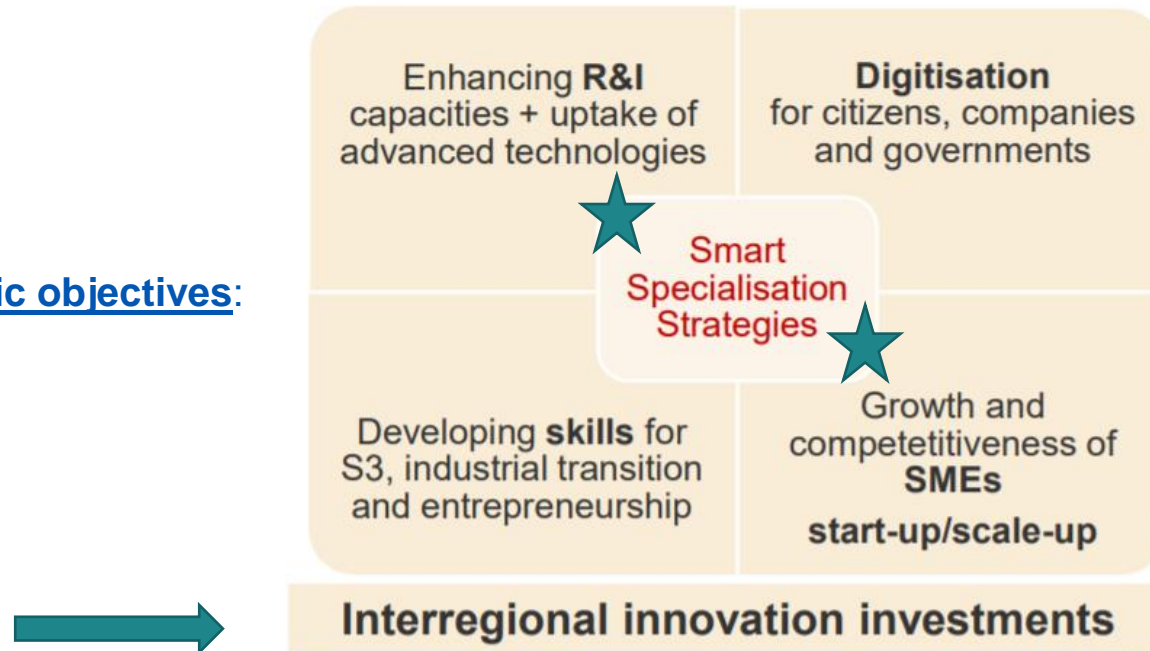 Enhancing R&I
capacities + uptake of
advanced technologies
Digitisation
for citizens, companies
and governments
ic objectives:
Smart
Specialisation
Strategies
Developing skills for
S3, industrial transition
and entrepreneurship
Growth and
competetitiveness of
SMEs
start-up/scale-up
Interregional innovation investments